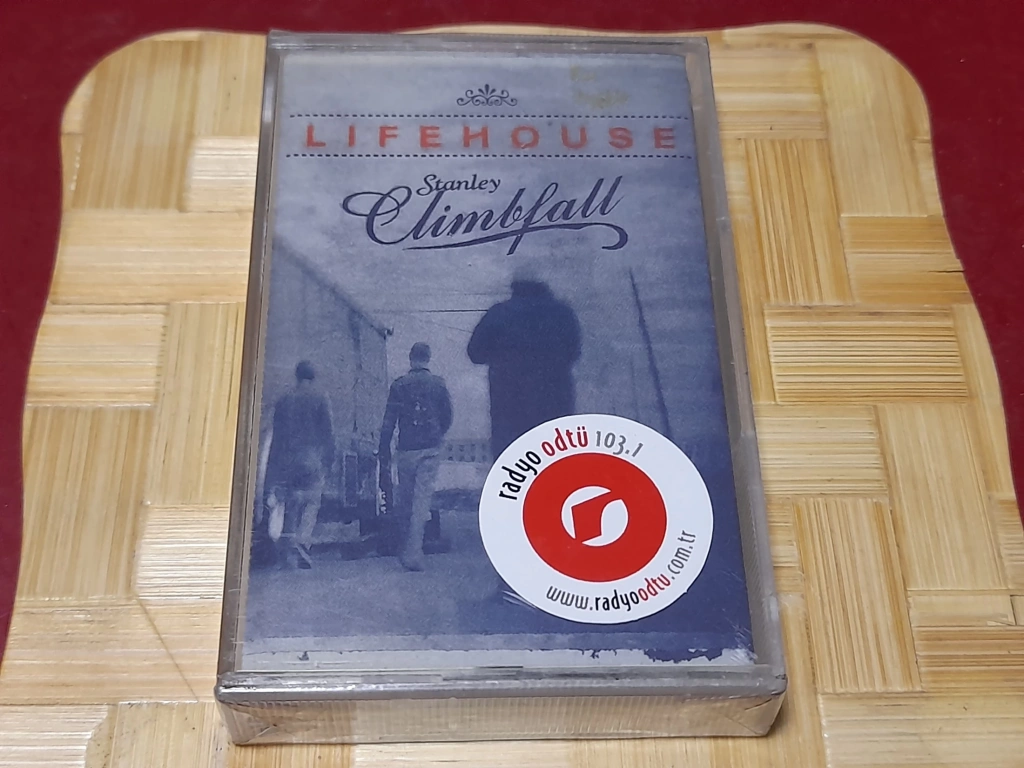 LIFEHOUSE
Stanley
Climbfall
radyo odtü 103.1
www.radyoodtu.com.tr